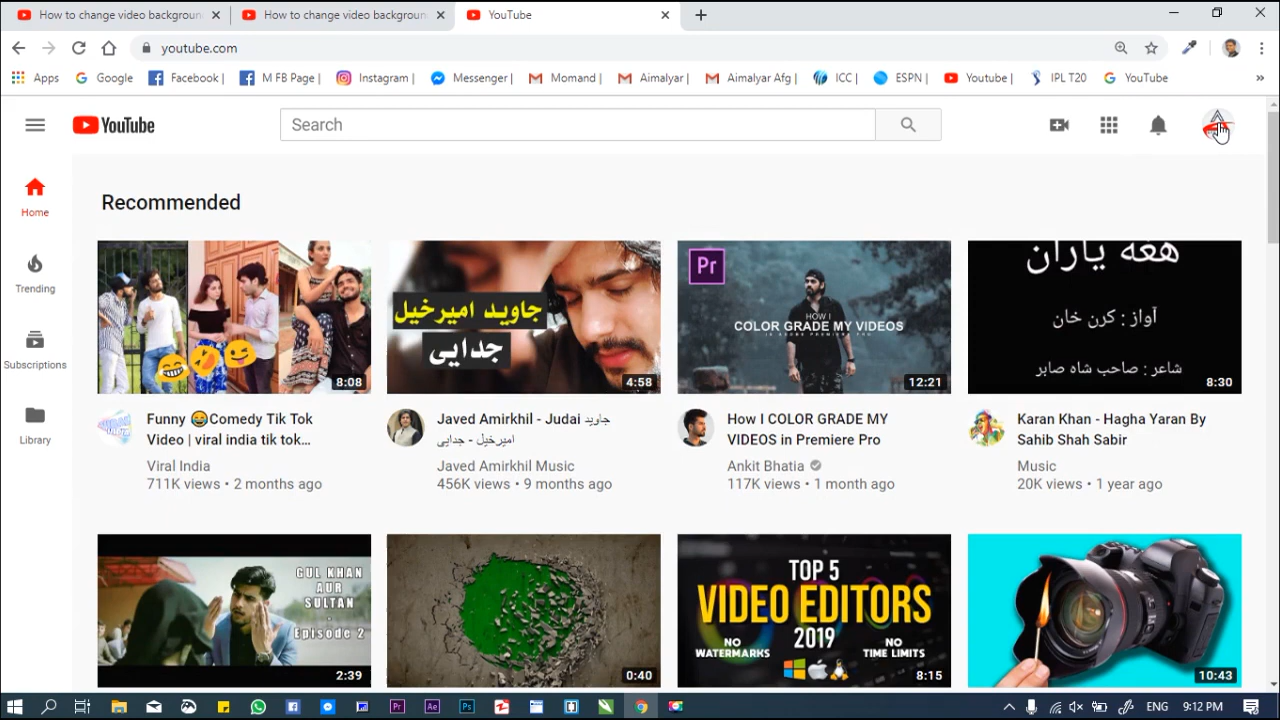 How to change video backgroun
How to change video backgroun
YouTube
youtube.com
Apps
Google
Facebook |
M FB Page |
Instagram |
Messenger |
Momand |
Aimalyar |
Aimalyar Afg |
ICC |
ESPN |
Youtube |
IPL T20
YouTube
»
YouTube
Search
Home
Trending
Subscriptions
Library
Recommended
8:08
جاوید امیرخیل
جدایی
4:58
Pr
HOW I
COLOR GRADE MY VIDEOS
IN ADOBE PREMIERE PRO
12:21
هغه یاران
آواز : کرن خان
شاعر : صاحب شاه صابر
8:30
Funny 😂Comedy Tik Tok
Video | viral india tik tok...
Viral India
711K views • 2 months ago
Javed Amirkhil - Judai جاوید
امیرخیل - جدایی
Javed Amirkhil Music
456K views • 9 months ago
How I COLOR GRADE MY
VIDEOS in Premiere Pro
Ankit Bhatia
117K views • 1 month ago
Karan Khan - Hagha Yaran By
Sahib Shah Sabir
Music
20K views • 1 year ago
GUL KHAN
AUR
SULTAN
-
Episode 2
2:39
0:40
TOP 5
VIDEO EDITORS
2019
NO
WATERMARKS
NO
TIME LIMITS
8:15
10:43
Pr
Ae
Ps
ENG
9:12 PM